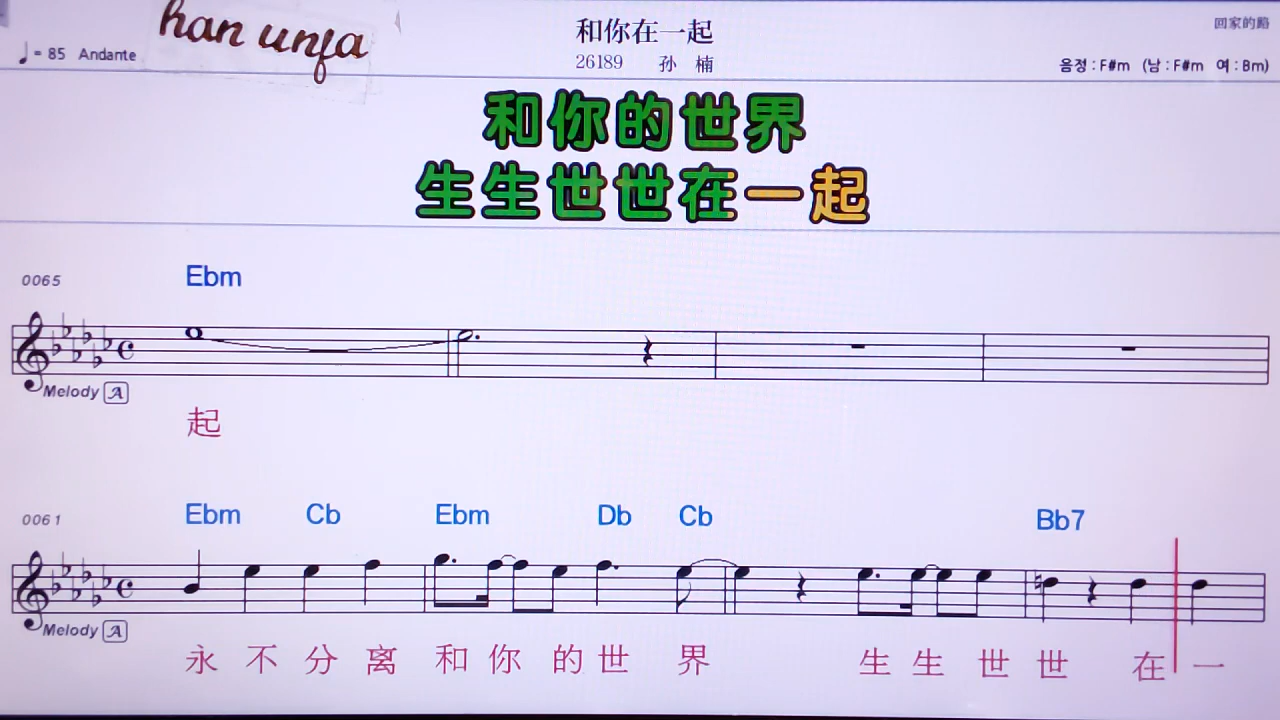 han unfa
和你在一起
回家的路
♩= 85 Andante
26189 孙 楠
음정 : F#m (남 : F#m 여 : Bm)
和你的世界
生生世世在一起
0065
Ebm
Melody A
起
0061
Ebm Cb Ebm Db Cb Bb7
Melody A
永 不 分 离 和 你 的 世 界 生 生 世 世 在 一